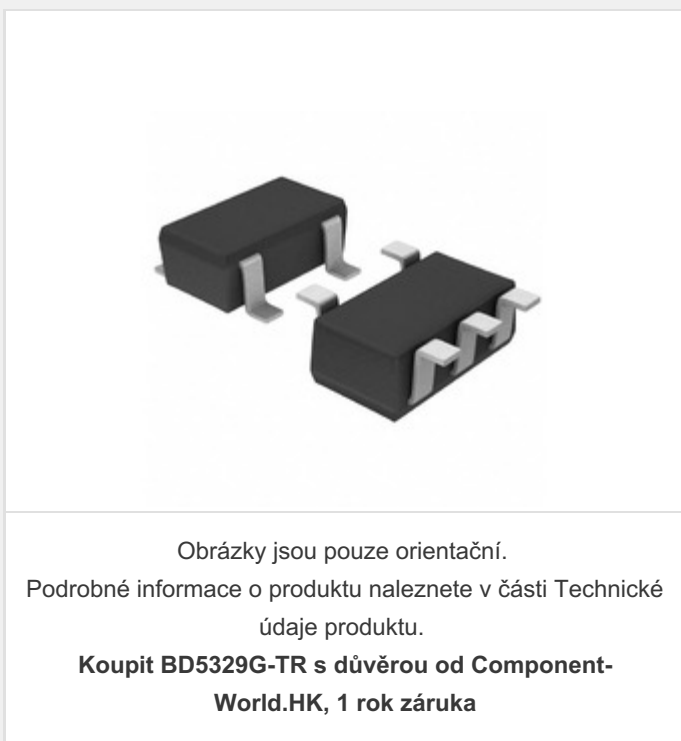 Obrázky jsou pouze orientační.
Podrobné informace o produktu naleznete v části Technické
údaje produktu.
Koupit BD5329G-TR s důvěrou od Component-
World.HK, 1 rok záruka